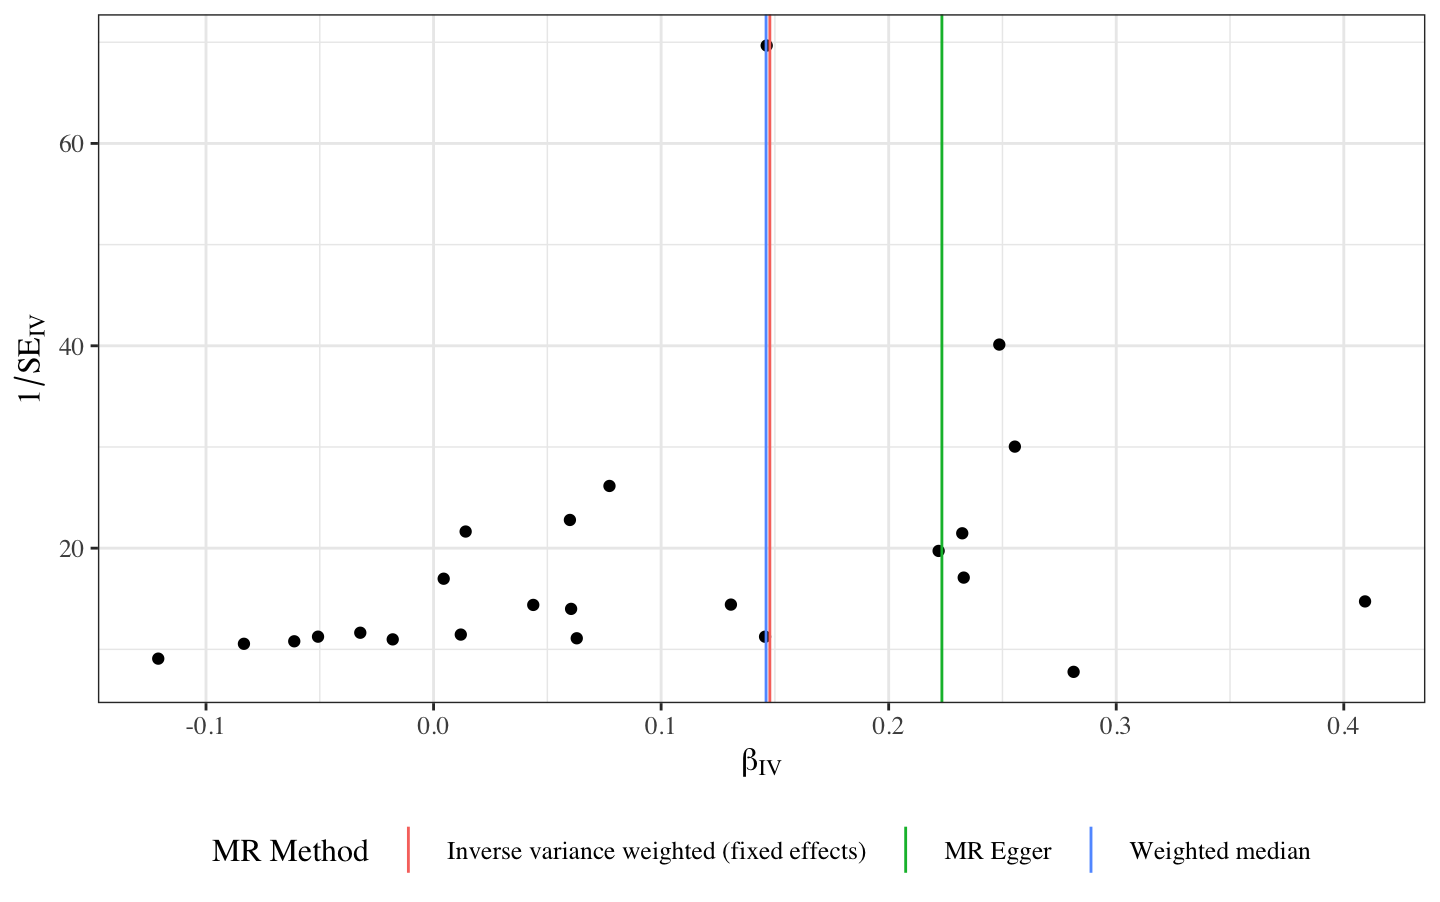 60
40
20
1/SE_IV
-0.1 0.0 0.1 0.2 0.3 0.4
β_IV
MR Method Inverse variance weighted (fixed effects) MR Egger Weighted median